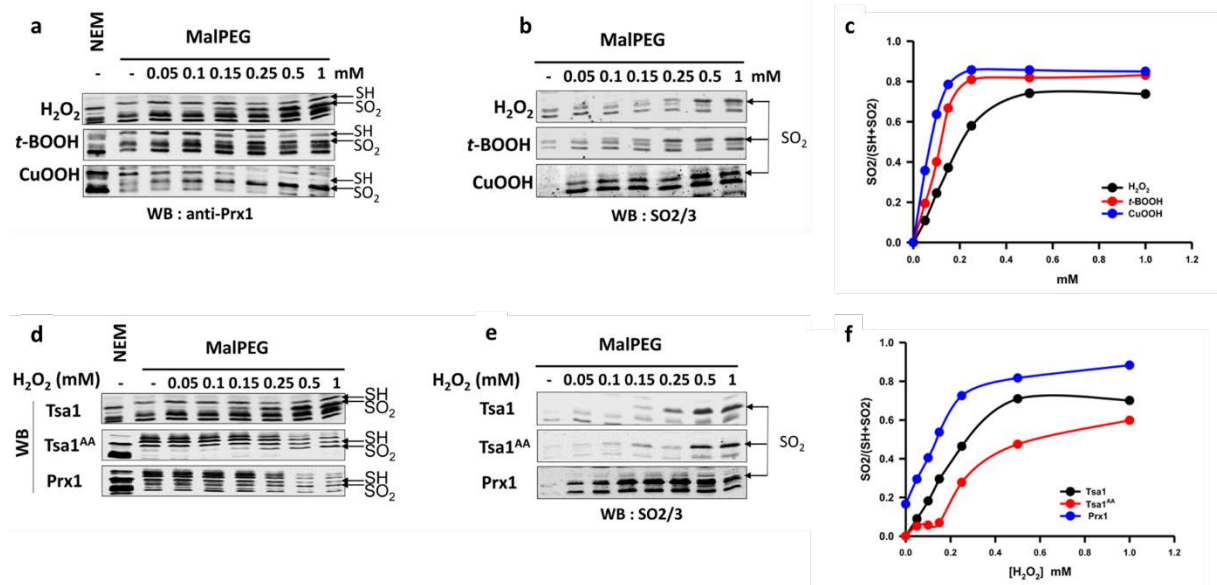 a
NEM
MalPEG
- - 0.05 0.1 0.15 0.25 0.5 1 mM
H₂O₂
SH
SO₂
t-BOOH
SH
SO₂
CuOOH
SH
SO₂
WB : anti-Prx1
b
MalPEG
- 0.05 0.1 0.15 0.25 0.5 1 mM
H₂O₂
t-BOOH
SO₂
CuOOH
WB : SO2/3
c
SO2/(SH+SO2)
1.0
0.8
0.6
0.4
0.2
0.0
0.0 0.2 0.4 0.6 0.8 1.0 1.2
mM
H₂O₂
t-BOOH
CuOOH
d
NEM
MalPEG
H₂O₂ (mM) - - 0.05 0.1 0.15 0.25 0.5 1
WB
Tsa1
SH
SO₂
Tsa1ᴬᴬ
SH
SO₂
Prx1
SH
SO₂
e
MalPEG
H₂O₂ (mM) - 0.05 0.1 0.15 0.25 0.5 1
Tsa1
Tsa1ᴬᴬ
SO₂
Prx1
WB : SO2/3
f
SO2/(SH+SO2)
1.0
0.8
0.6
0.4
0.2
0.0
0.0 0.2 0.4 0.6 0.8 1.0 1.2
[H₂O₂] mM
Tsa1
Tsa1ᴬᴬ
Prx1